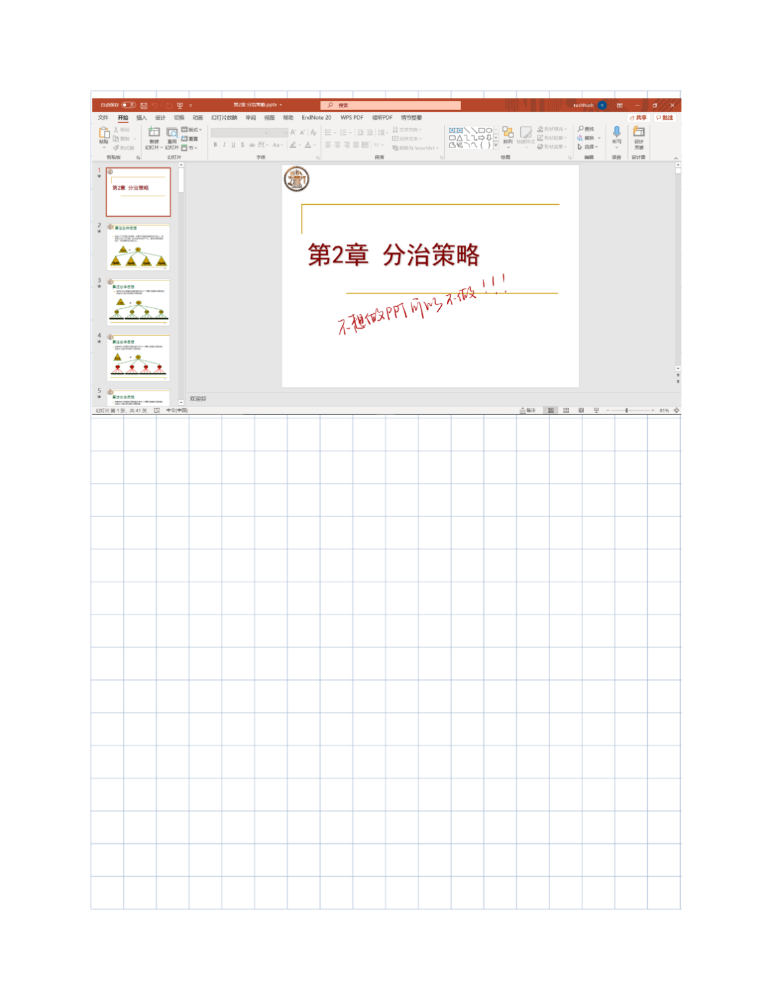 自动保存 关
第2章 分治策略.pptx
搜索
rushhush
文件 开始 插入 设计 切换 动画 幻灯片放映 审阅 视图 帮助 EndNote 20 WPS PDF 福昕PDF 情节提要
共享 批注
粘贴
剪切
复制
格式刷
剪贴板
新建
幻灯片
重用
幻灯片
版式
重置
节
幻灯片
B I U S ab AV Aa A
字体
文字方向
对齐文本
转换为 SmartArt
段落
排列
快速样式
形状填充
形状轮廓
形状效果
绘图
查找
替换
选择
编辑
听写
语音
设计
灵感
设计器
1
第2章 分治策略
2
算法总体思想
3
算法总体思想
4
算法总体思想
5
算法总体思想
第2章 分治策略
不想做PPT所以不做!!!
欢迎辞
幻灯片 第 1 张，共 41 张 中文(中国)
备注
81%